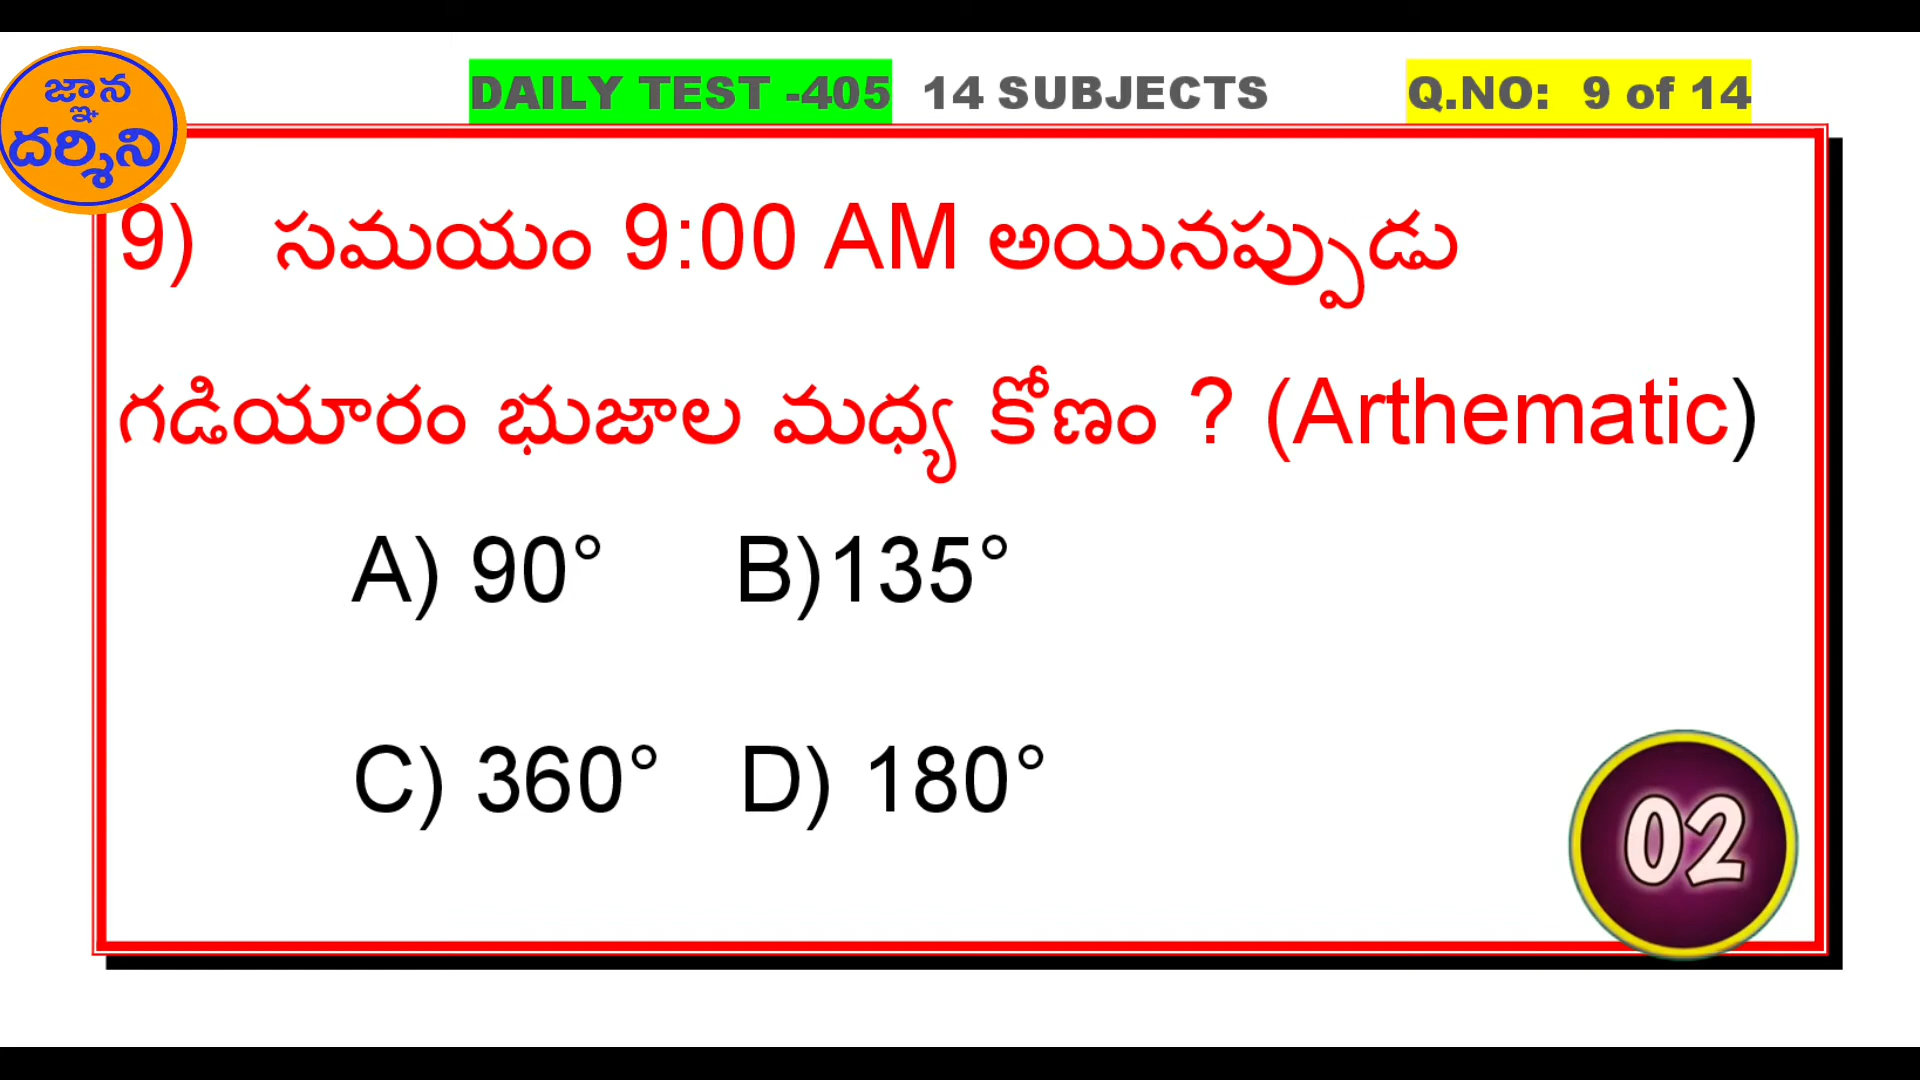 జ్ఞాన
దర్శిని
DAILY TEST -405 14 SUBJECTS Q.NO: 9 of 14
9) సమయం 9:00 AM అయినప్పుడు
గడియారం భుజాల మధ్య కోణం ? (Arthematic)
A) 90° B)135°
C) 360° D) 180°
02